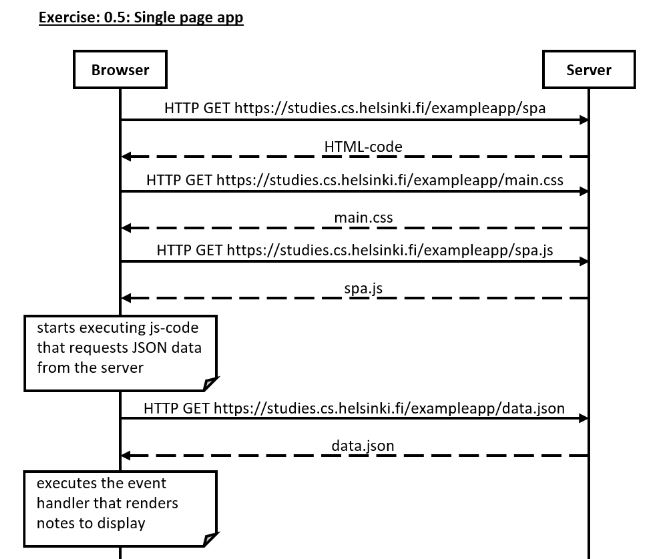 Exercise: 0.5: Single page app
Browser
Server
HTTP GET https://studies.cs.helsinki.fi/exampleapp/spa
HTML-code
HTTP GET https://studies.cs.helsinki.fi/exampleapp/main.css
main.css
HTTP GET https://studies.cs.helsinki.fi/exampleapp/spa.js
spa.js
starts executing js-code
that requests JSON data
from the server
HTTP GET https://studies.cs.helsinki.fi/exampleapp/data.json
data.json
executes the event
handler that renders
notes to display